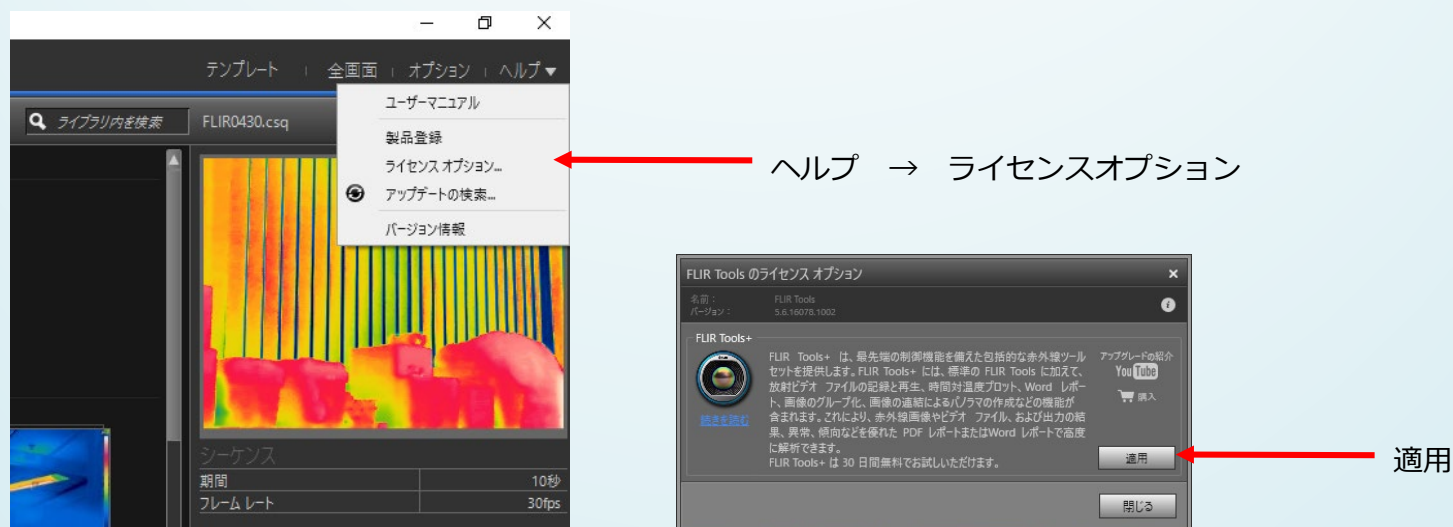 テンプレート 全画面 オプション ヘルプ▼
ライブラリ内を検索 FLIR0430.csq
ユーザーマニュアル
製品登録
ライセンス オプション...
アップデートの検索...
バージョン情報
シーケンス
期間 10秒
フレーム レート 30fps
ヘルプ → ライセンスオプション
FLIR Tools のライセンス オプション ×
名前: FLIR Tools
バージョン: 5.6.16078.1002
FLIR Tools+
続きを読む
FLIR Tools+ は、最先端の制御機能を備えた包括的な赤外線ツール
セットを提供します。FLIR Tools+ には、標準の FLIR Tools に加えて、
放射ビデオ ファイルの記録と再生、時間対温度プロット、Word レポー
ト、画像のグループ化、画像の連結によるパノラマの作成などの機能が
含まれます。これにより、赤外線画像やビデオ ファイル、および出力の結
果、異常、傾向などを優れた PDF レポートまたはWord レポートで高度
に解析できます。
FLIR Tools+ は 30 日間無料でお試しいただけます。
アップグレードの紹介
YouTube
購入
適用
閉じる
適用